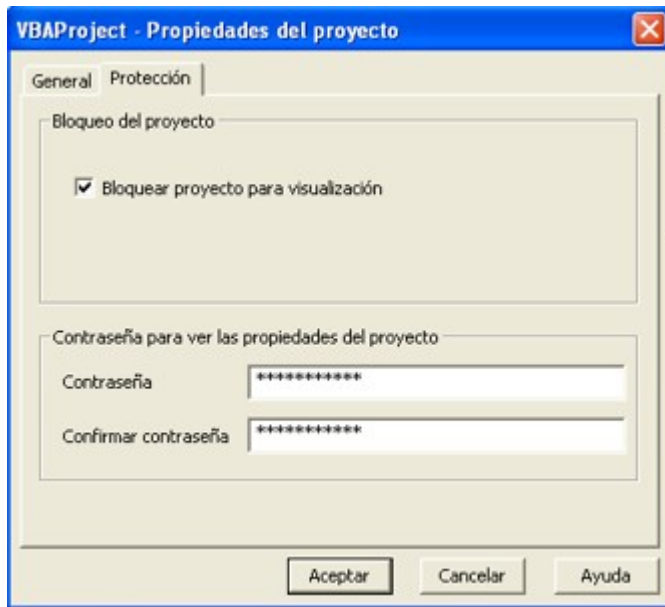 VBAProject - Propiedades del proyecto
General Protección
Bloqueo del proyecto
Bloquear proyecto para visualización
Contraseña para ver las propiedades del proyecto
Contraseña ***********
Confirmar contraseña ***********
Aceptar Cancelar Ayuda